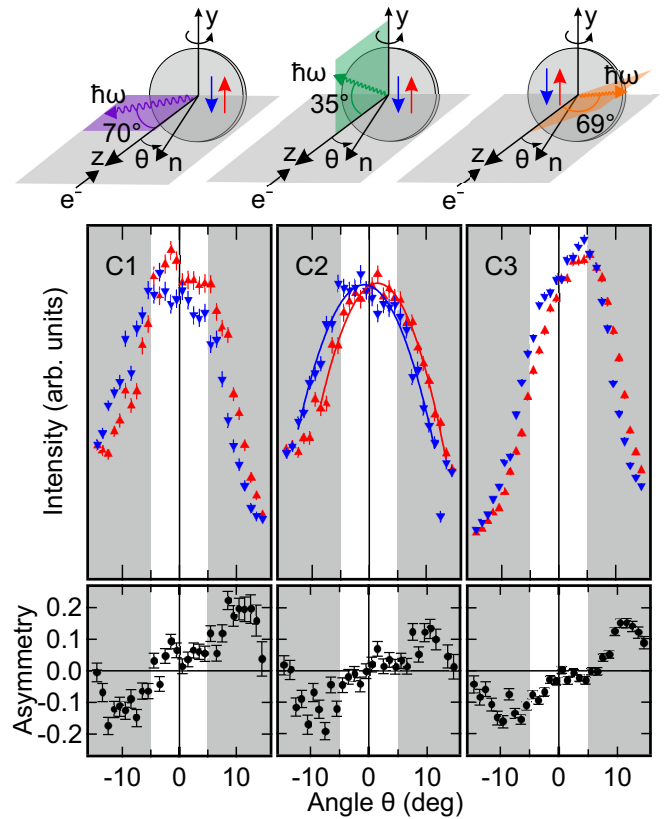 y
y
y
ħω
ħω
ħω
70°
35°
69°
z
θ
n
z
θ
n
z
θ
n
e⁻
e⁻
e⁻
C1
C2
C3
Intensity (arb. units)
Asymmetry
0.2
0.1
0.0
-0.1
-0.2
-10 0 10
-10 0 10
-10 0 10
Angle θ (deg)